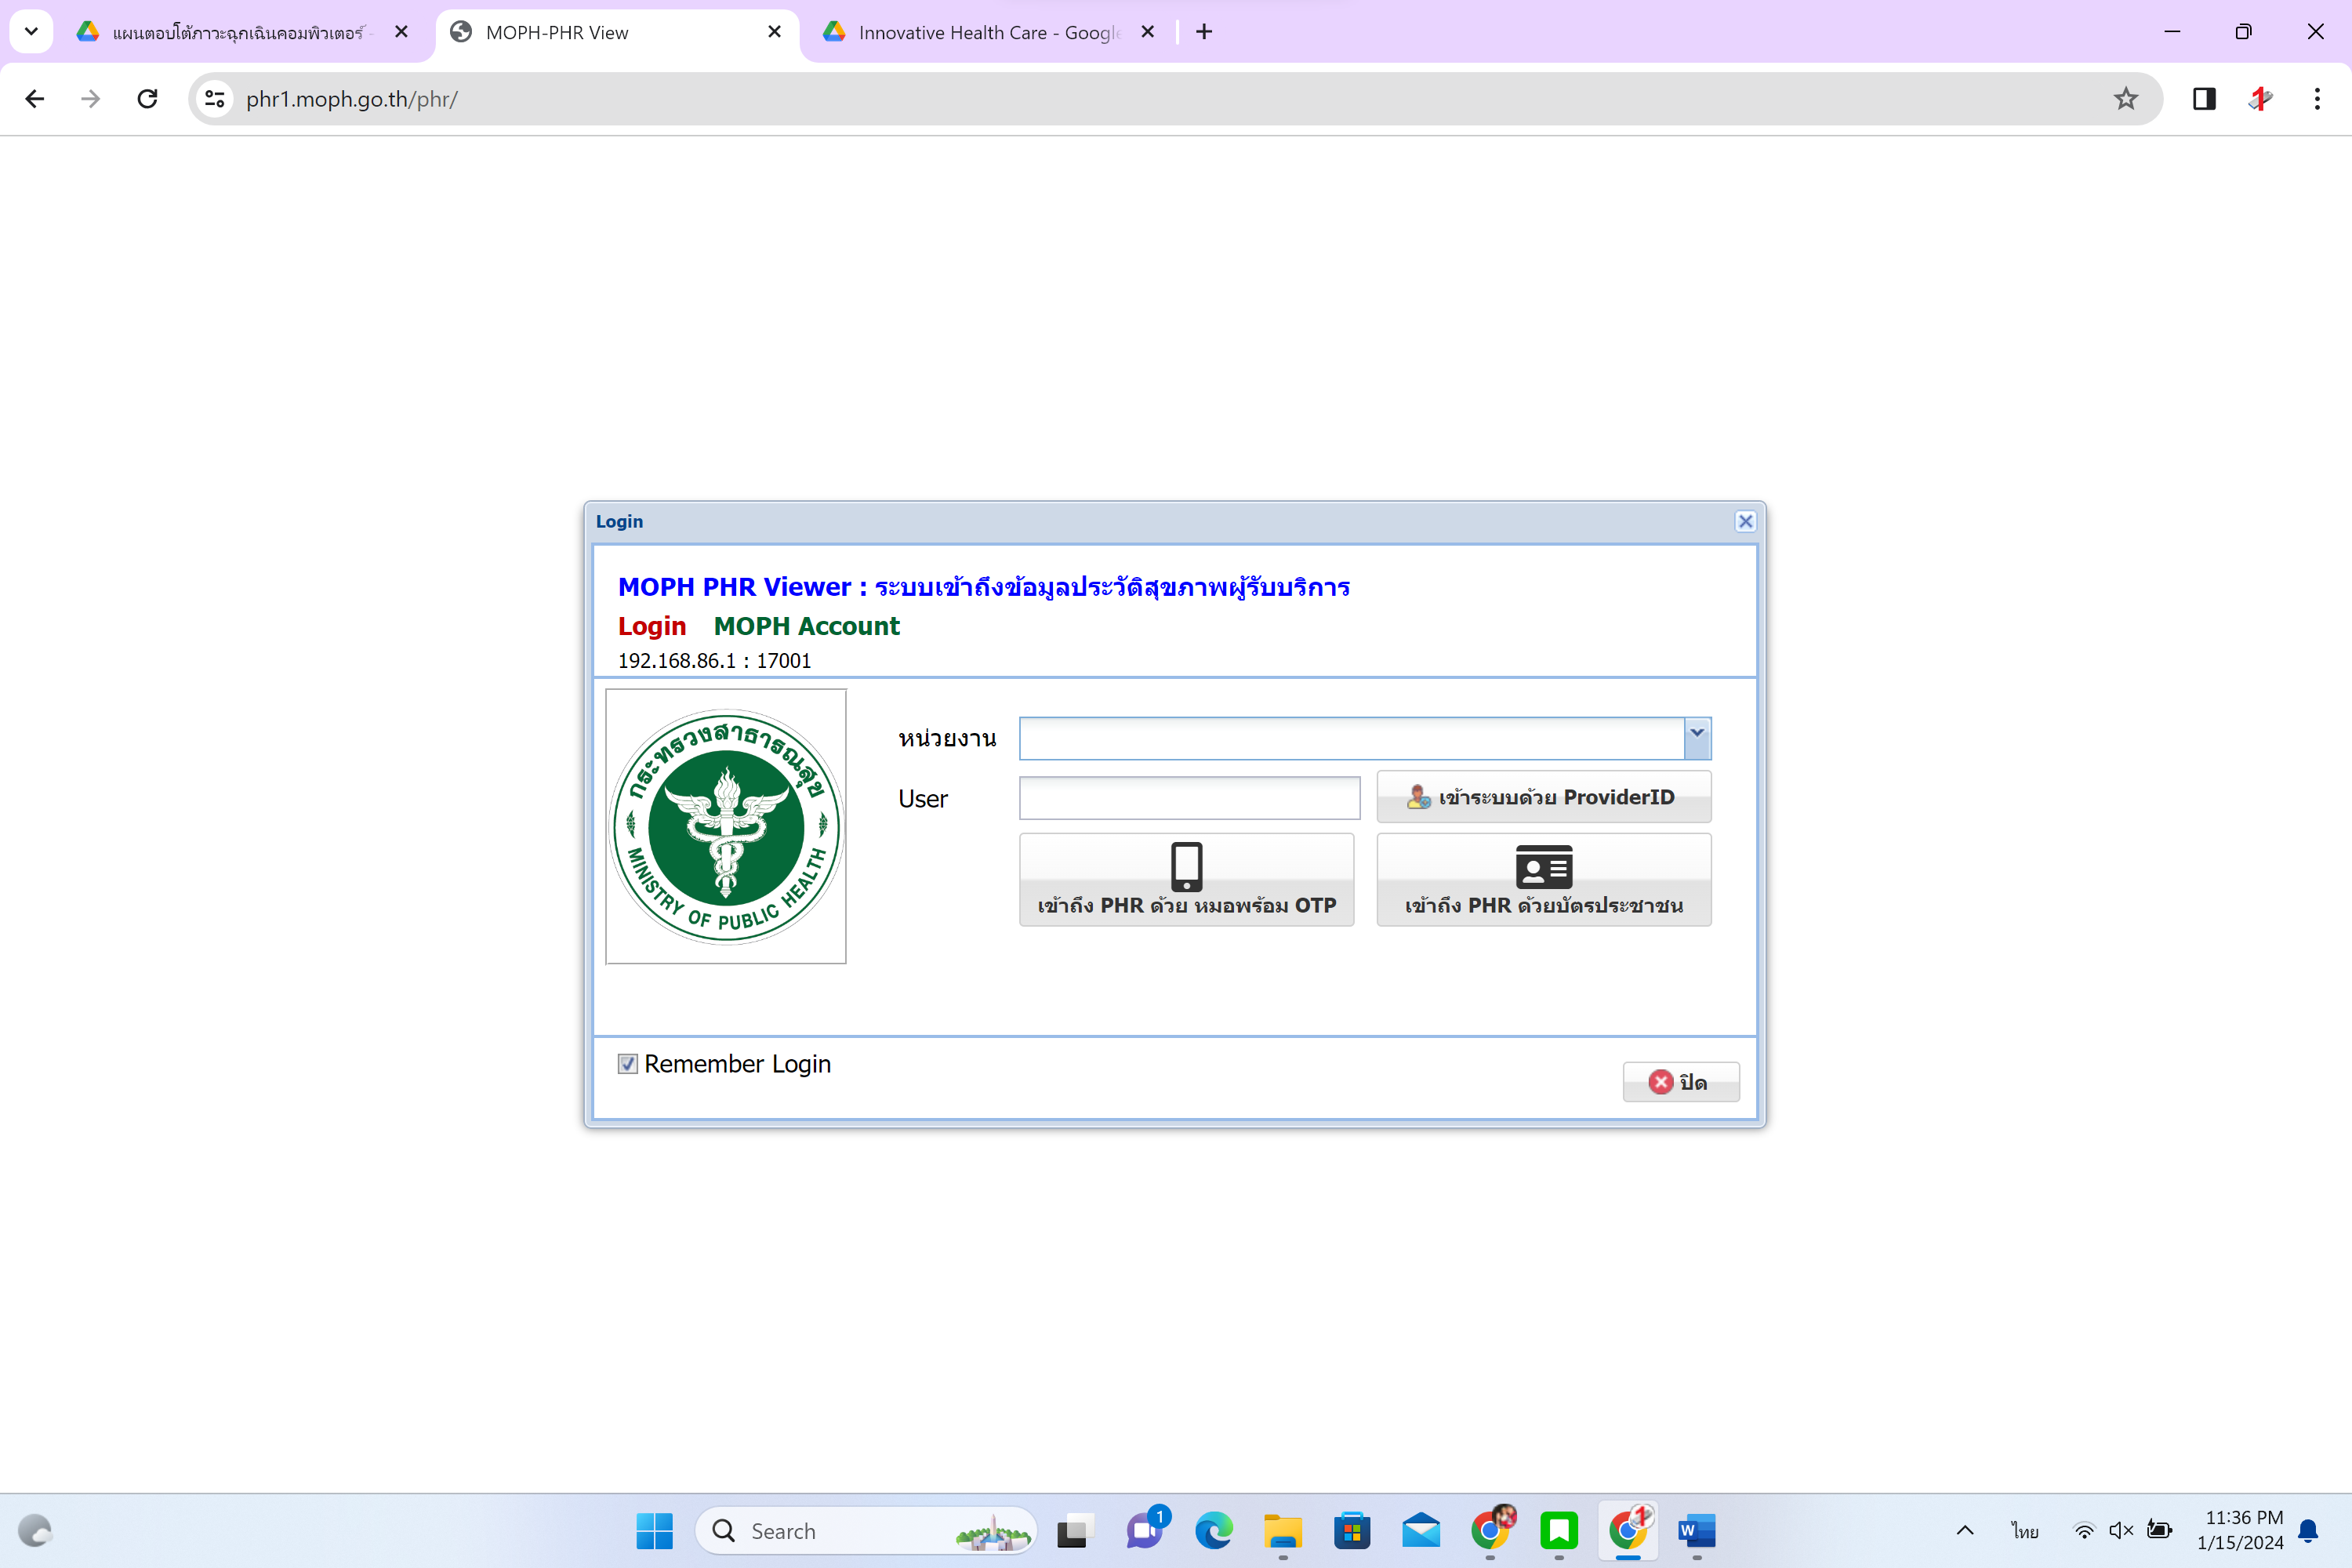 แผนตอบโต้ภาวะฉุกเฉินคอมพิวเตอร์ -
MOPH-PHR View
Innovative Health Care - Google
phr1.moph.go.th/phr/
Login
MOPH PHR Viewer : ระบบเข้าถึงข้อมูลประวัติสุขภาพผู้รับบริการ
Login MOPH Account
192.168.86.1 : 17001
กระทรวงสาธารณสุข
MINISTRY OF PUBLIC HEALTH
หน่วยงาน
User
เข้าระบบด้วย ProviderID
เข้าถึง PHR ด้วย หมอพร้อม OTP
เข้าถึง PHR ด้วยบัตรประชาชน
Remember Login
ปิด
Search
1
W
ไทย
11:36 PM
1/15/2024